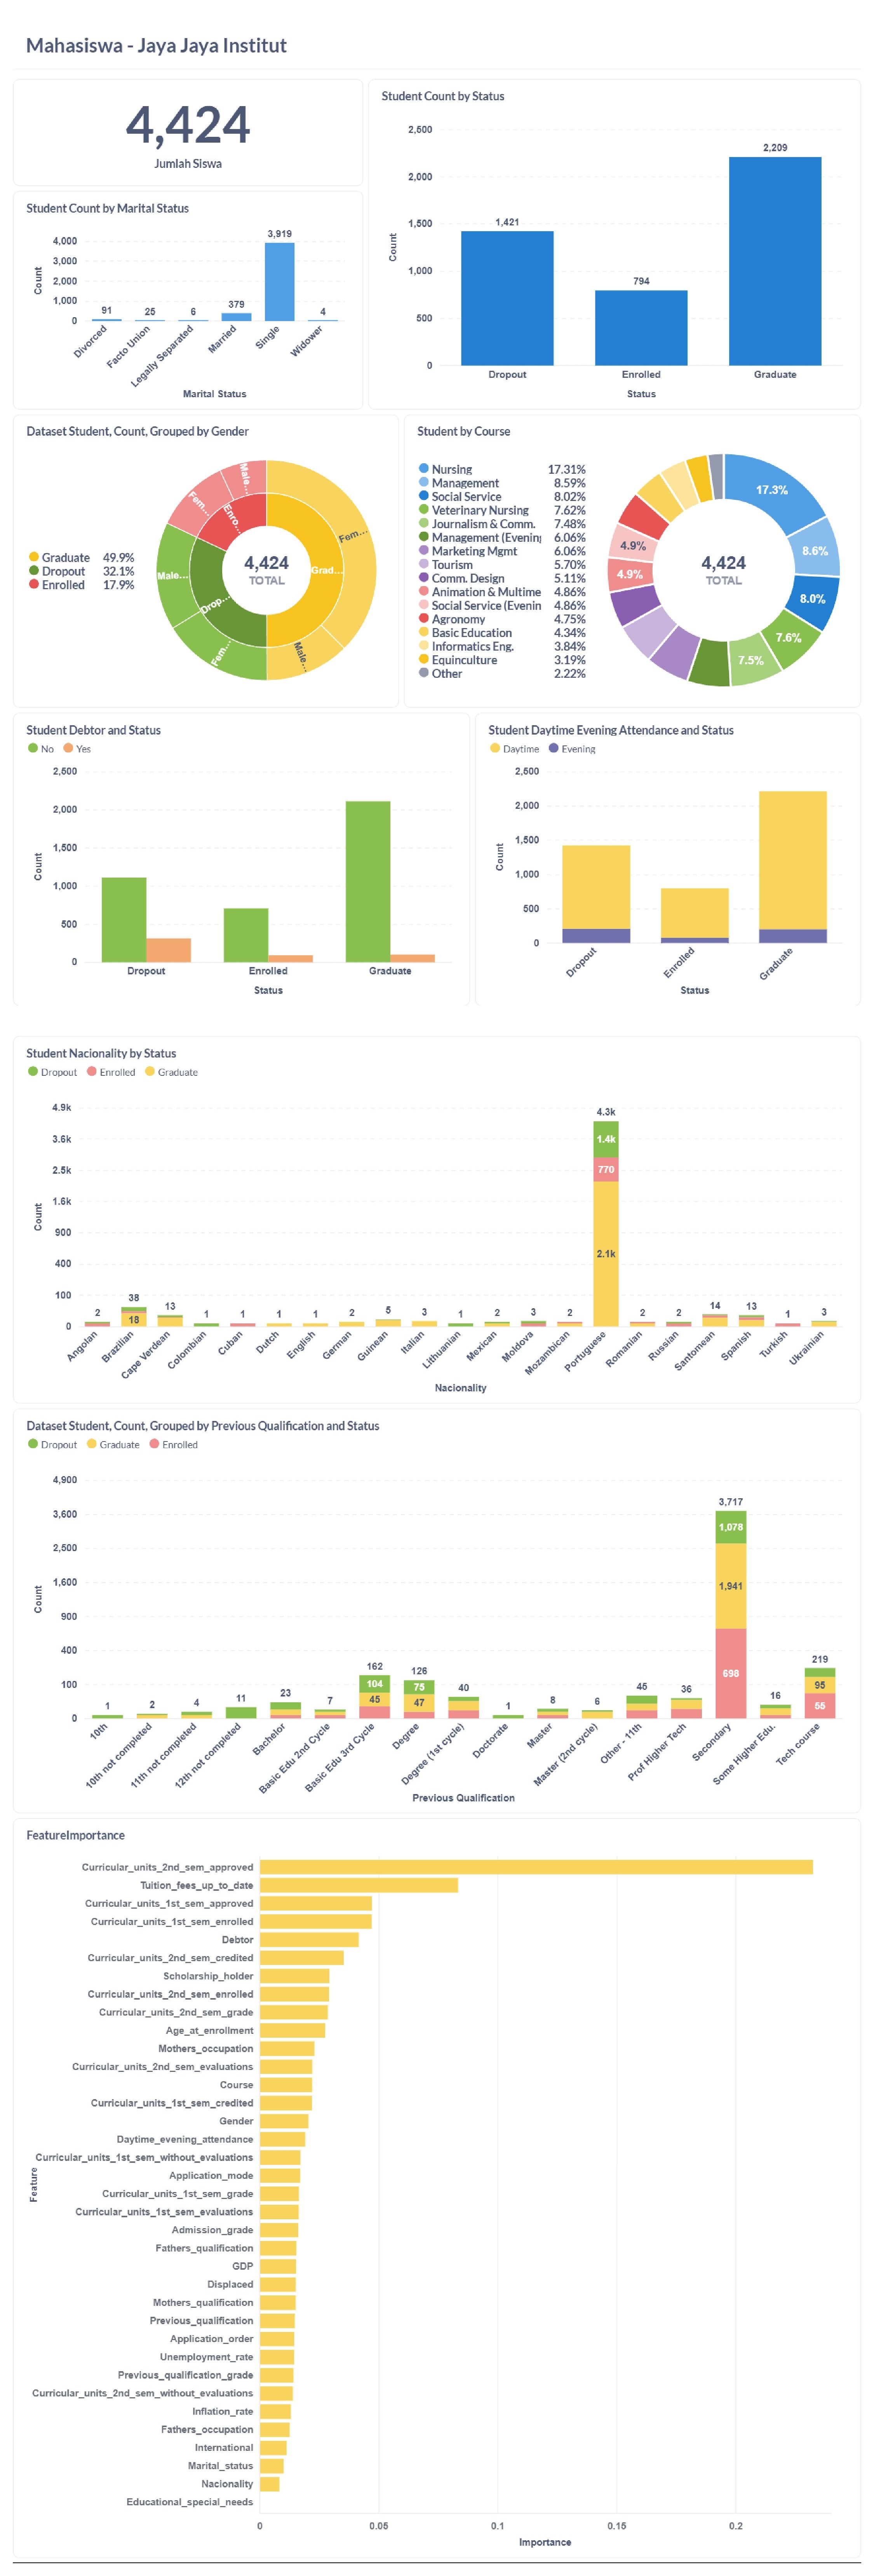 Mahasiswa - Jaya Jaya Institut
4,424
Jumlah Siswa
Student Count by Marital Status
Count
4,000
3,000
2,000
1,000
0
91
25
6
379
3,919
4
Divorced
Facto Union
Legally Separated
Married
Single
Widower
Marital Status
Student Count by Status
Count
2,500
2,000
1,500
1,000
500
0
1,421
794
2,209
Dropout
Enrolled
Graduate
Status
Dataset Student, Count, Grouped by Gender
Graduate 49.9%
Dropout 32.1%
Enrolled 17.9%
4,424
TOTAL
Grad...
Drop...
Enro...
Fem...
Male...
Fem...
Male...
Fem...
Male...
Student by Course
Nursing 17.31%
Management 8.59%
Social Service 8.02%
Veterinary Nursing 7.62%
Journalism & Comm. 7.48%
Management (Evening 6.06%
Marketing Mgmt 6.06%
Tourism 5.70%
Comm. Design 5.11%
Animation & Multime 4.86%
Social Service (Evenin 4.86%
Agronomy 4.75%
Basic Education 4.34%
Informatics Eng. 3.84%
Equinculture 3.19%
Other 2.22%
4,424
TOTAL
17.3%
8.6%
8.0%
7.6%
7.5%
4.9%
4.9%
Student Debtor and Status
No Yes
Count
2,500
2,000
1,500
1,000
500
0
Dropout
Enrolled
Graduate
Status
Student Daytime Evening Attendance and Status
Daytime Evening
Count
2,500
2,000
1,500
1,000
500
0
Dropout
Enrolled
Graduate
Status
Student Nacionality by Status
Dropout Enrolled Graduate
Count
4.9k
3.6k
2.5k
1.6k
900
400
100
0
2
38
18
13
1
1
1
1
2
5
3
1
2
3
2
4.3k
1.4k
770
2.1k
2
2
14
13
1
3
Angolan
Brazilian
Cape Verdean
Colombian
Cuban
Dutch
English
German
Guinean
Italian
Lithuanian
Mexican
Moldova
Mozambican
Portuguese
Romanian
Russian
Santomean
Spanish
Turkish
Ukrainian
Nacionality
Dataset Student, Count, Grouped by Previous Qualification and Status
Dropout Graduate Enrolled
Count
4,900
3,600
2,500
1,600
900
400
100
0
1
2
4
11
23
7
162
104
45
126
75
47
40
1
8
6
45
36
3,717
1,078
1,941
698
16
219
95
55
10th
10th not completed
11th not completed
12th not completed
Bachelor
Basic Edu 2nd Cycle
Basic Edu 3rd Cycle
Degree
Degree (1st cycle)
Doctorate
Master
Master (2nd cycle)
Other - 11th
Prof Higher Tech
Secondary
Some Higher Edu.
Tech course
Previous Qualification
FeatureImportance
Feature
Curricular_units_2nd_sem_approved
Tuition_fees_up_to_date
Curricular_units_1st_sem_approved
Curricular_units_1st_sem_enrolled
Debtor
Curricular_units_2nd_sem_credited
Scholarship_holder
Curricular_units_2nd_sem_enrolled
Curricular_units_2nd_sem_grade
Age_at_enrollment
Mothers_occupation
Curricular_units_2nd_sem_evaluations
Course
Curricular_units_1st_sem_credited
Gender
Daytime_evening_attendance
Curricular_units_1st_sem_without_evaluations
Application_mode
Curricular_units_1st_sem_grade
Curricular_units_1st_sem_evaluations
Admission_grade
Fathers_qualification
GDP
Displaced
Mothers_qualification
Previous_qualification
Application_order
Unemployment_rate
Previous_qualification_grade
Curricular_units_2nd_sem_without_evaluations
Inflation_rate
Fathers_occupation
International
Marital_status
Nacionality
Educational_special_needs
0
0.05
0.1
0.15
0.2
Importance